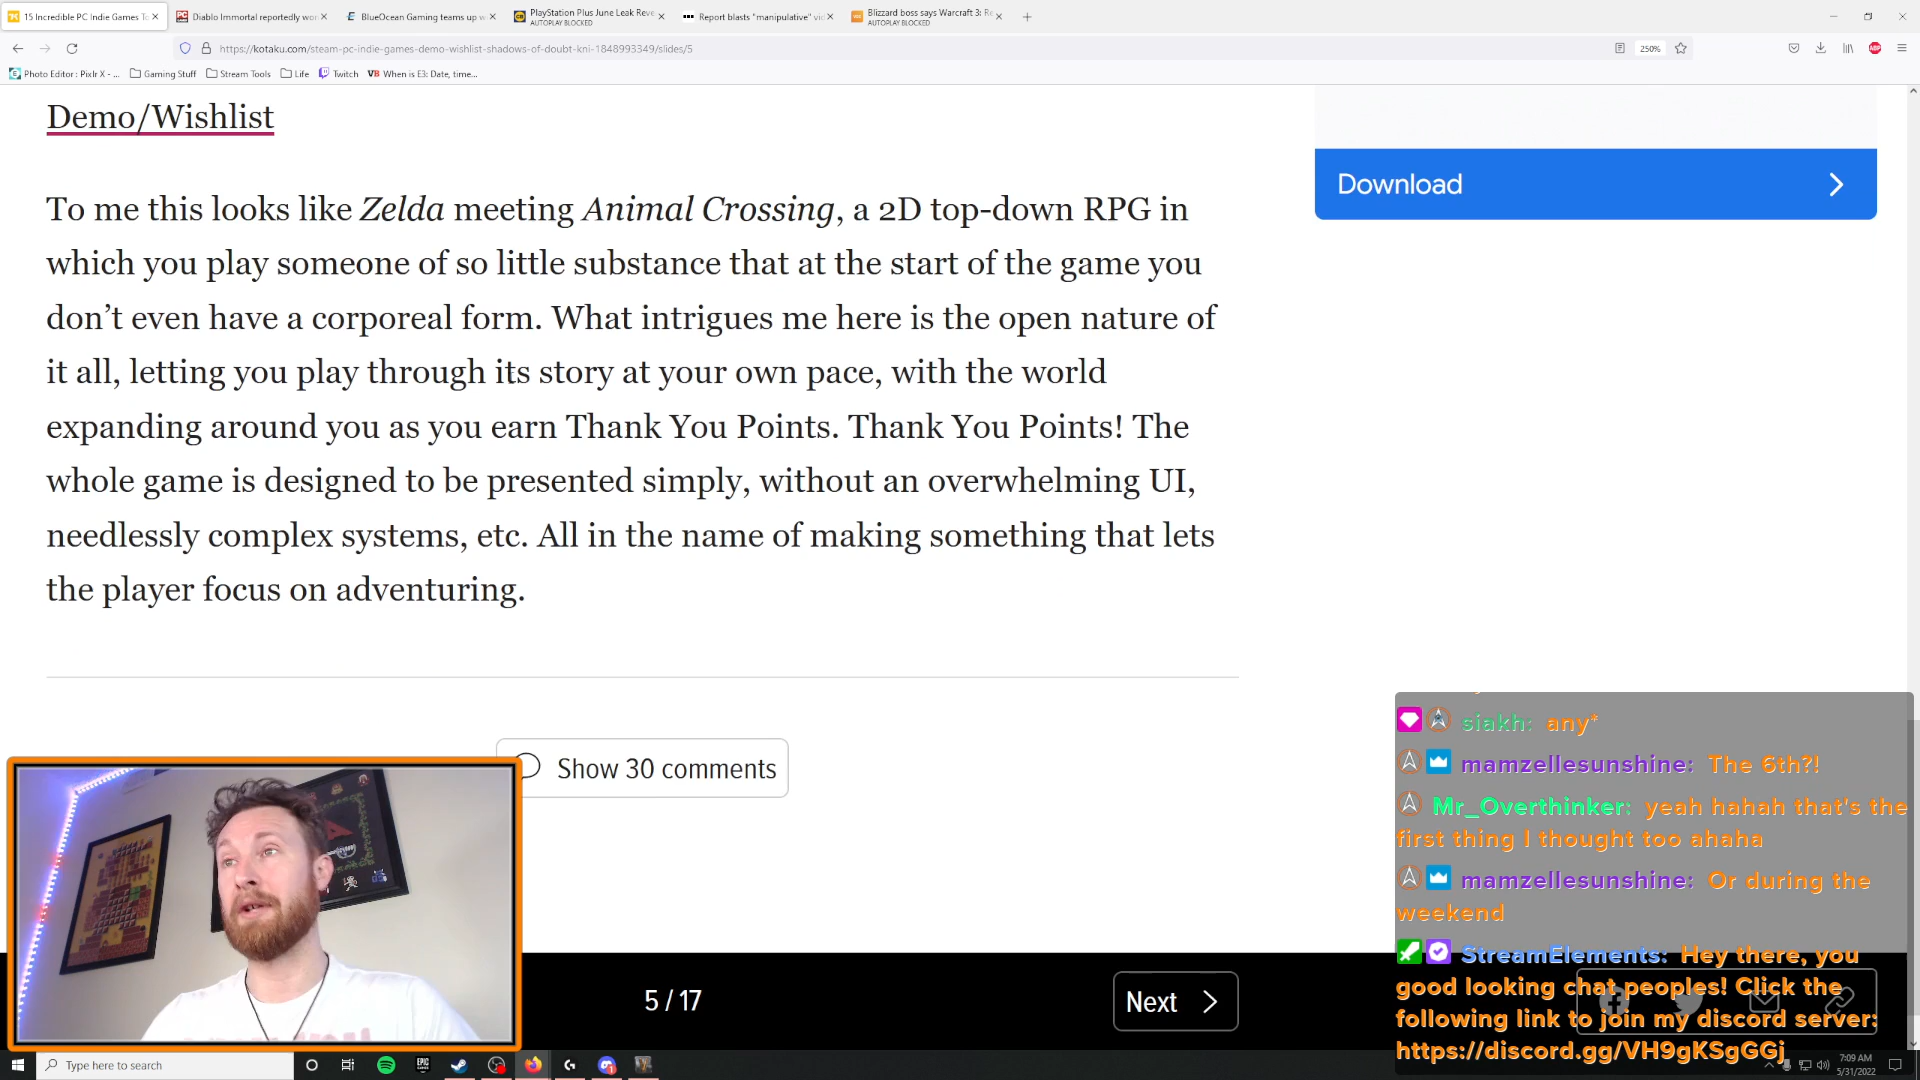 15 Incredible PC Indie Games To
Diablo Immortal reportedly won
BlueOcean Gaming teams up w
PlayStation Plus June Leak Reve
AUTOPLAY BLOCKED
Report blasts "manipulative" vid
Blizzard boss says Warcraft 3: Re
AUTOPLAY BLOCKED
https://kotaku.com/steam-pc-indie-games-demo-wishlist-shadows-of-doubt-kni-1848993349/slides/5
250%
ABP
Photo Editor : Pixlr X - ...
Gaming Stuff
Stream Tools
Life
Twitch
VB When is E3: Date, time...
Demo/Wishlist
Download
To me this looks like Zelda meeting Animal Crossing, a 2D top-down RPG in
which you play someone of so little substance that at the start of the game you
don’t even have a corporeal form. What intrigues me here is the open nature of
it all, letting you play through its story at your own pace, with the world
expanding around you as you earn Thank You Points. Thank You Points! The
whole game is designed to be presented simply, without an overwhelming UI,
needlessly complex systems, etc. All in the name of making something that lets
the player focus on adventuring.
Show 30 comments
siakh: any*
mamzellesunshine: The 6th?!
Mr_Overthinker: yeah hahah that's the
first thing I thought too ahaha
mamzellesunshine: Or during the
weekend
StreamElements: Hey there, you
good looking chat peoples! Click the
following link to join my discord server:
https://discord.gg/VH9gKSgGGj
5 / 17
Next
Type here to search
7:09 AM
5/31/2022